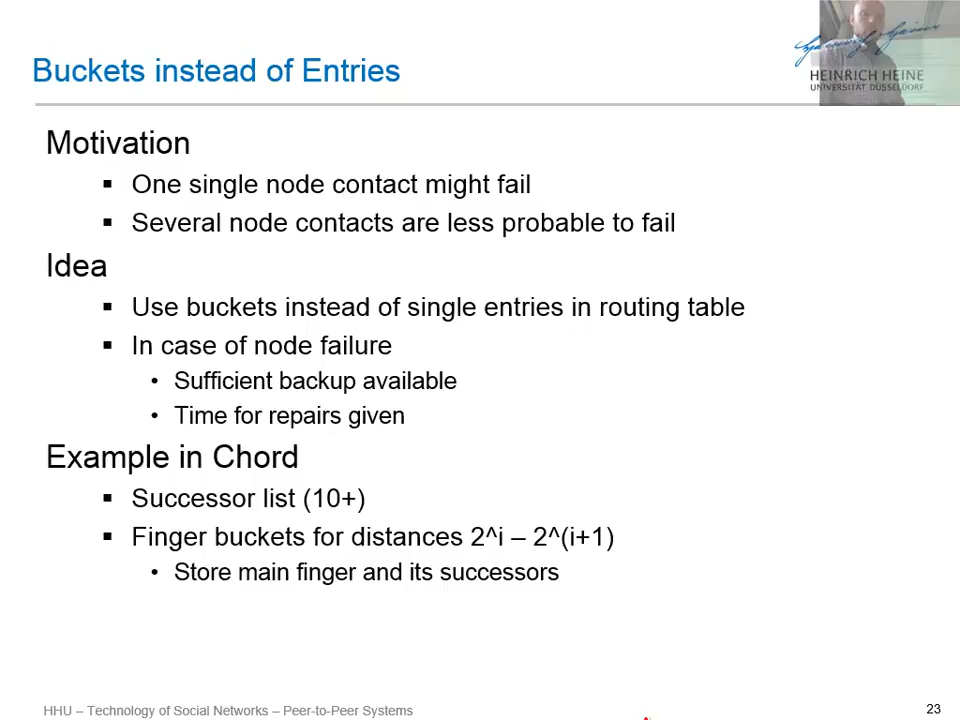 Buckets instead of Entries
HEINRICH HEINE
UNIVERSITÄT DÜSSELDORF
Motivation
▪ One single node contact might fail
▪ Several node contacts are less probable to fail
Idea
▪ Use buckets instead of single entries in routing table
▪ In case of node failure
• Sufficient backup available
• Time for repairs given
Example in Chord
▪ Successor list (10+)
▪ Finger buckets for distances 2^i – 2^(i+1)
• Store main finger and its successors
HHU – Technology of Social Networks – Peer-to-Peer Systems
23